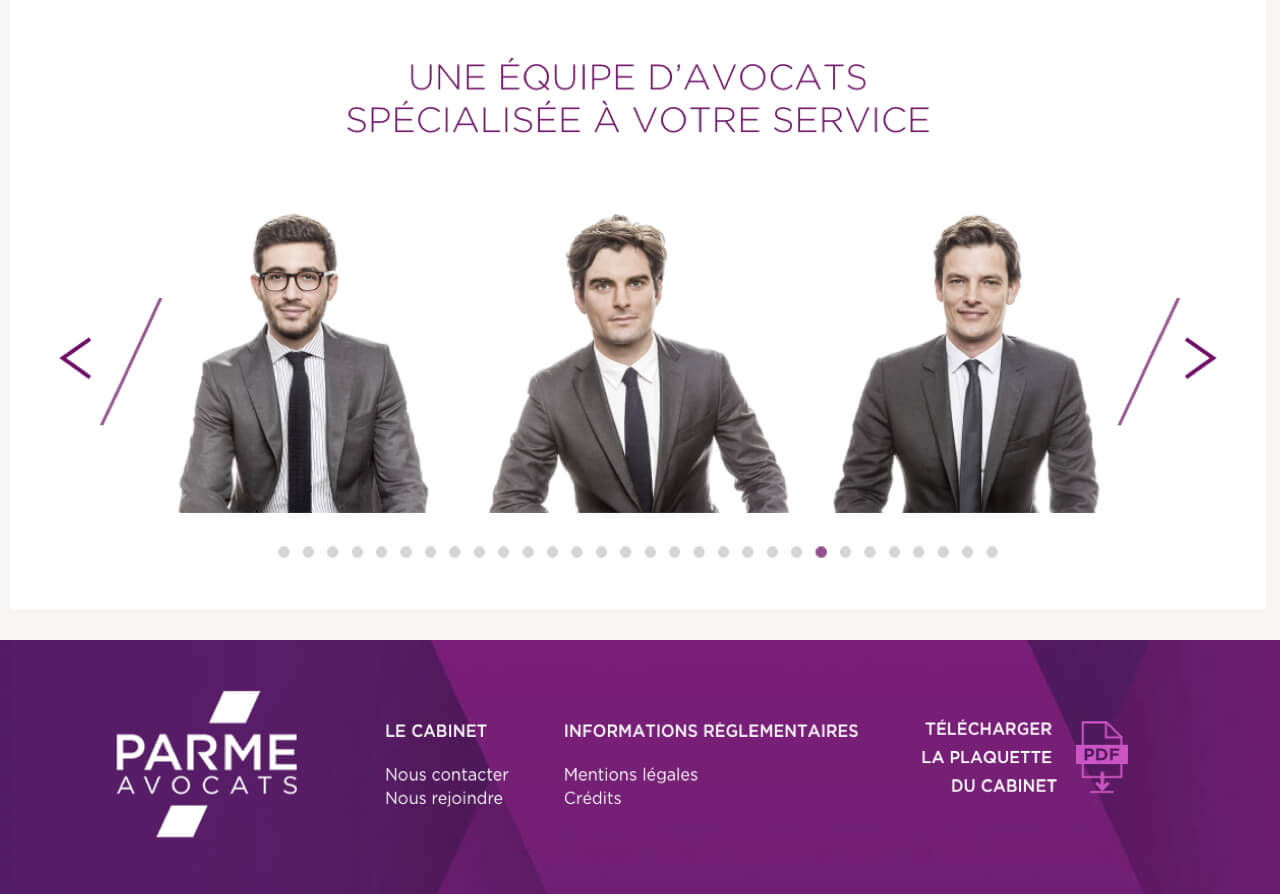 UNE ÉQUIPE D’AVOCATS
SPÉCIALISÉE À VOTRE SERVICE
PARME
AVOCATS
LE CABINET
Nous contacter
Nous rejoindre
INFORMATIONS RÉGLEMENTAIRES
Mentions légales
Crédits
TÉLÉCHARGER
LA PLAQUETTE
DU CABINET
PDF